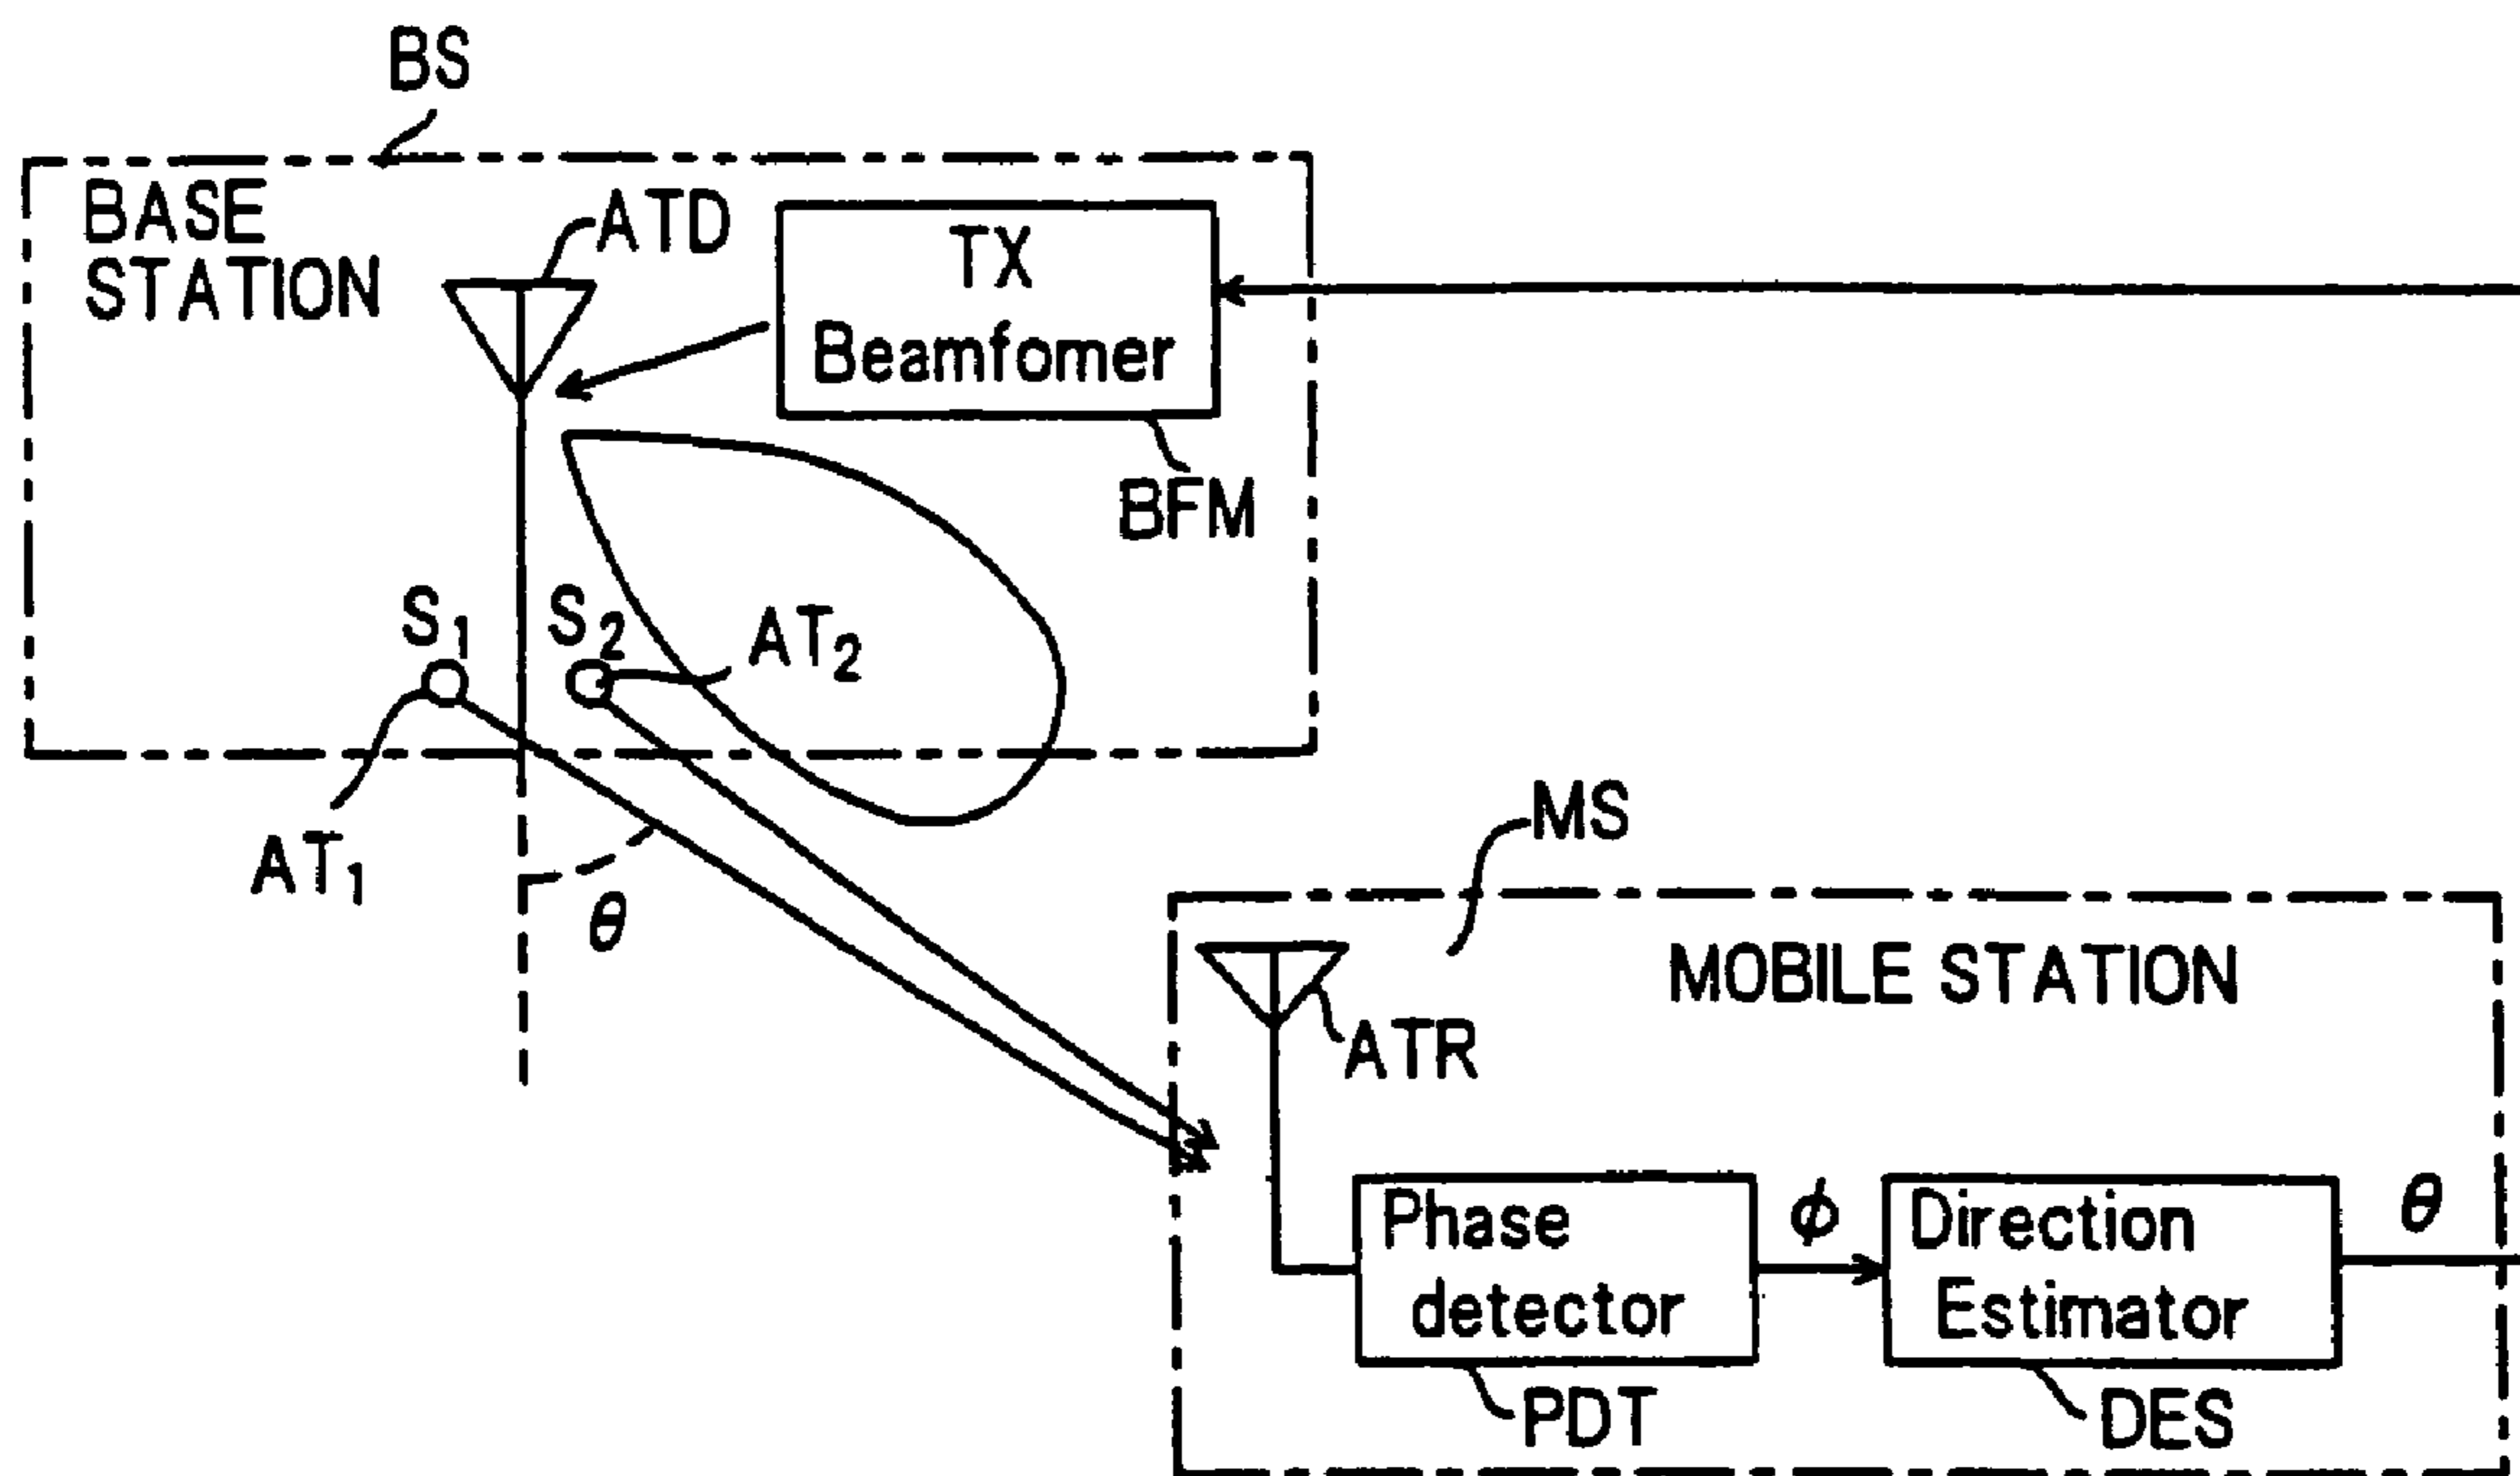 BS
BASE
STATION
ATD
TX
Beamfomer
BFM
S1
S2
AT2
AT1
θ
MS
MOBILE STATION
ATR
Phase
detector
ϕ
Direction
Estimator
θ
PDT
DES